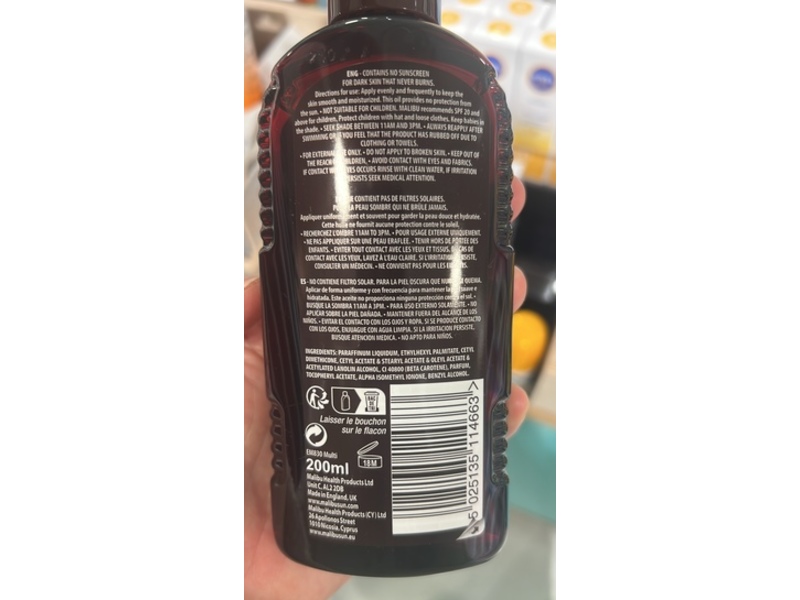 ENG - CONTAINS NO SUNSCREEN
FOR DARK SKIN THAT NEVER BURNS.
Directions for use: Apply evenly and frequently to keep the
skin smooth and moisturized. This oil provides no protection from
the sun. • NOT SUITABLE FOR CHILDREN. MALIBU recommends SPF 20 and
above for children. Protect children with hat and loose clothes. Keep babies in
the shade. • SEEK SHADE BETWEEN 11AM AND 3PM. • ALWAYS REAPPLY AFTER
SWIMMING OR IF YOU FEEL THAT THE PRODUCT HAS RUBBED OFF DUE TO
CLOTHING OR TOWELS.
• FOR EXTERNAL USE ONLY. • DO NOT APPLY TO BROKEN SKIN. • KEEP OUT OF
THE REACH OF CHILDREN. • AVOID CONTACT WITH EYES AND FABRICS.
IF CONTACT WITH EYES OCCURS RINSE WITH CLEAN WATER, IF IRRITATION
PERSISTS SEEK MEDICAL ATTENTION.
NE CONTIENT PAS DE FILTRES SOLAIRES.
POUR LA PEAU SOMBRE QUI NE BRÛLE JAMAIS.
Appliquer uniformément et souvent pour garder la peau douce et hydratée.
Cette huile ne fournit aucune protection contre le soleil.
• RECHERCHEZ L'OMBRE 11AM TO 3PM. • POUR USAGE EXTERNE UNIQUEMENT.
• NE PAS APPLIQUER SUR UNE PEAU ERAFLEE. • TENIR HORS DE PORTÉE DES
ENFANTS. • EVITER TOUT CONTACT AVEC LES YEUX ET TISSUS. EN CAS DE
CONTACT AVEC LES YEUX, LAVEZ À L'EAU CLAIRE. SI L'IRRITATION PERSISTE,
CONSULTER UN MÉDECIN. • NE CONVIENT PAS POUR LES ENFANTS.
ES - NO CONTIENE FILTRO SOLAR. PARA LA PIEL OSCURA QUE NUNCA SE QUEMA.
Aplicar de forma uniforme y con frecuencia para mantener la piel suave e
hidratada. Este aceite no proporciona ninguna protección contra el sol. •
BUSQUE LA SOMBRA 11AM A 3PM. • PARA USO EXTERNO SOLAMENTE. • NO
APLICAR SOBRE LA PIEL DAÑADA. • MANTENER FUERA DEL ALCANCE DE LOS
NIÑOS. • EVITAR EL CONTACTO CON LOS OJOS Y ROPA. SI SE PRODUCE CONTACTO
CON LOS OJOS, ENJUAGUE CON AGUA LIMPIA. SI LA IRRITACIÓN PERSISTE,
BUSQUE ATENCION MEDICA. • NO APTO PARA NIÑOS.
INGREDIENTS: PARAFFINUM LIQUIDUM, ETHYLHEXYL PALMITATE, CETYL
DIMETHICONE, CETYL ACETATE & STEARYL ACETATE & OLEYL ACETATE &
ACETYLATED LANOLIN ALCOHOL, CI 40800 (BETA CAROTENE), PARFUM,
TOCOPHERYL ACETATE, ALPHA ISOMETHYL IONONE, BENZYL ALCOHOL.
BAC
DE
TRI
Laisser le bouchon
sur le flacon
EM830 Multi
18M
200ml
Malibu Health Products Ltd
Unit C, AL2 2DB
Made in England, UK
www.malibusun.com
Malibu Health Products (CY) Ltd
26 Apollonos Street
1010 Nicosia, Cyprus
www.malibusun.eu
5 025135 114663 >
NIVEA